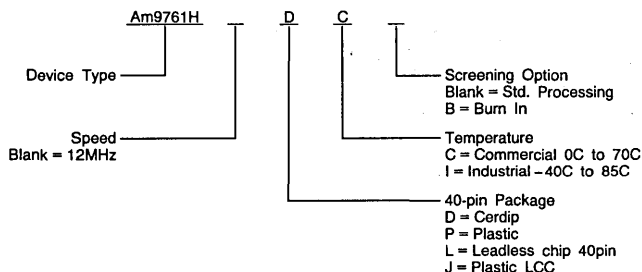 Am9761H D C
Device Type
Speed
Blank = 12MHz
Screening Option
Blank = Std. Processing
B = Burn In
Temperature
C = Commercial 0C to 70C
I = Industrial –40C to 85C
40-pin Package
D = Cerdip
P = Plastic
L = Leadless chip 40pin
J = Plastic LCC